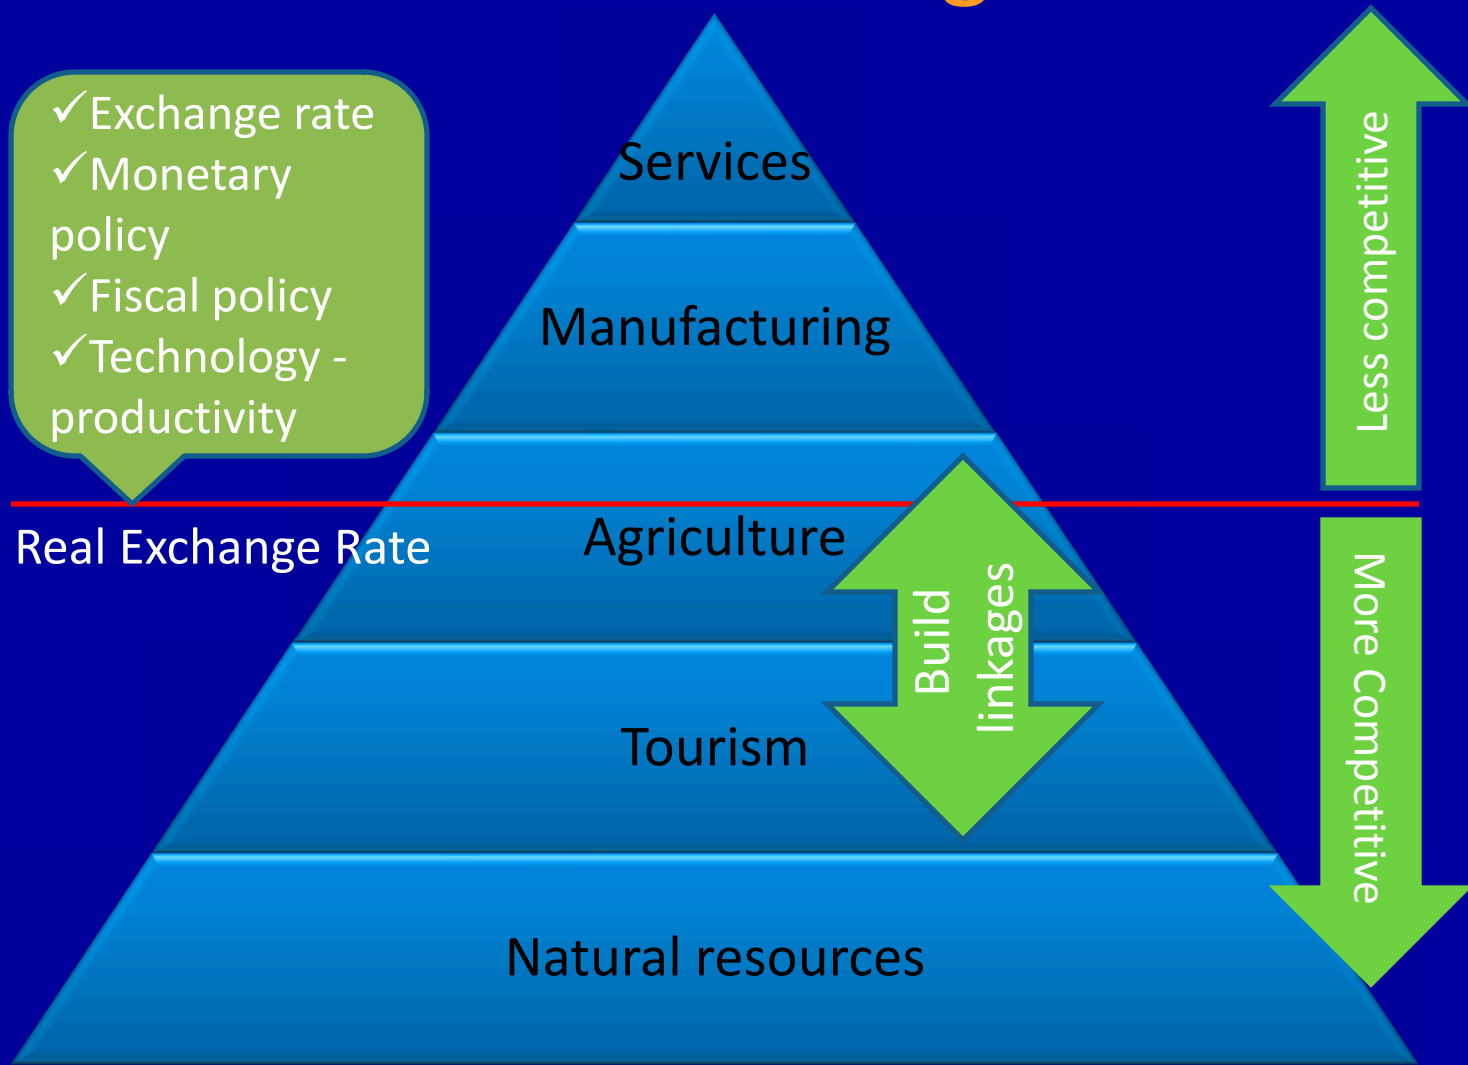 ✓Exchange rate
✓Monetary
policy
✓Fiscal policy
✓Technology -
productivity
Services
Manufacturing
Less competitive
Real Exchange Rate
Agriculture
Build
linkages
Tourism
More Competitive
Natural resources